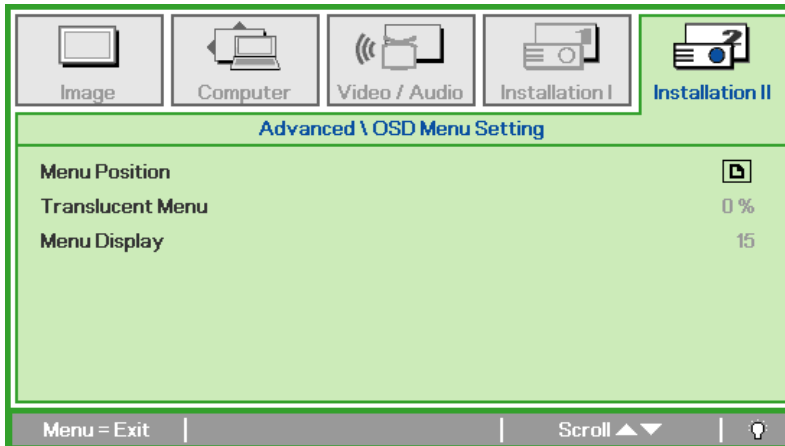 Image
Computer
Video / Audio
Installation I
Installation II
Advanced \ OSD Menu Setting
Menu Position
Translucent Menu 0 %
Menu Display 15
Menu = Exit Scroll ▲▼